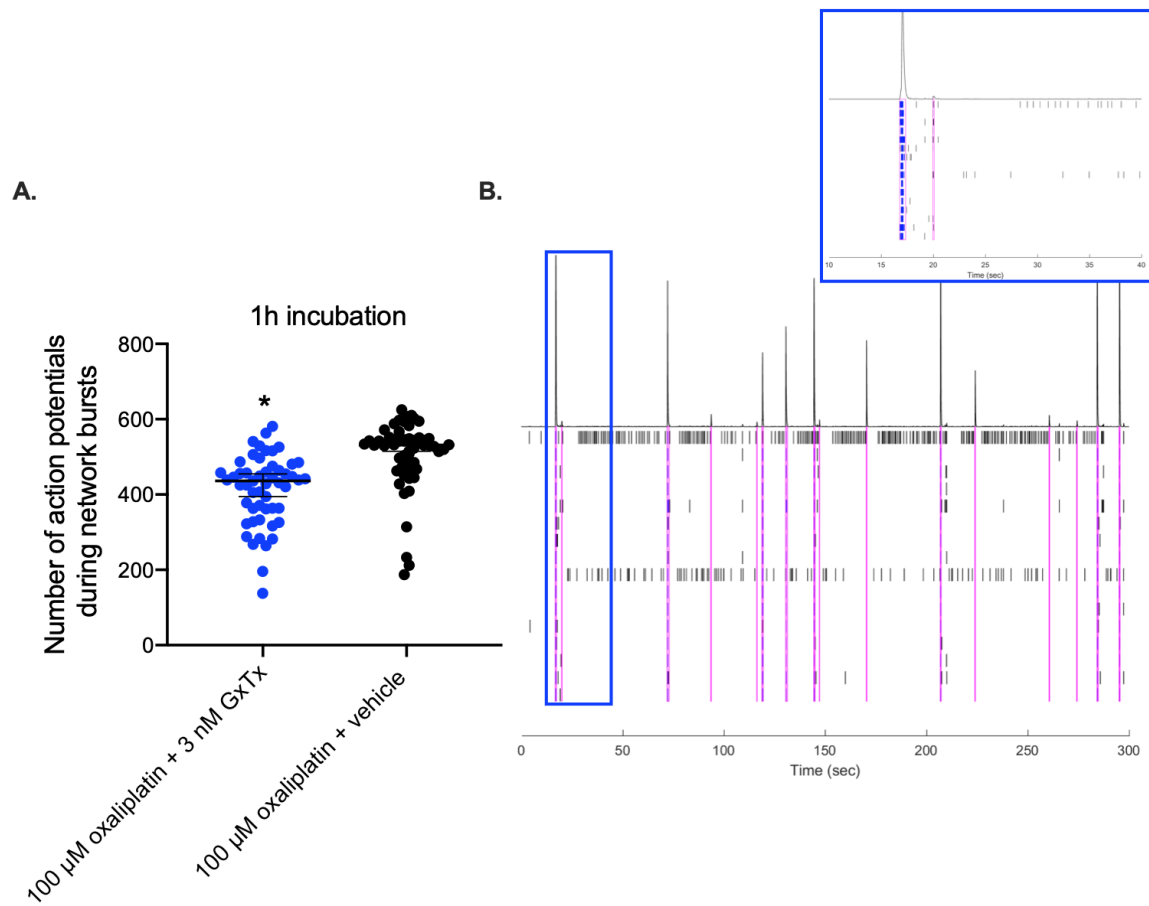 A.
B.
10 15 20 25 30 35 40
Time (sec)
1h incubation
Number of action potentials
during network bursts
800
600
400
200
0
*
100 µM oxaliplatin + 3 nM GxTx
100 µM oxaliplatin + vehicle
0 50 100 150 200 250 300
Time (sec)